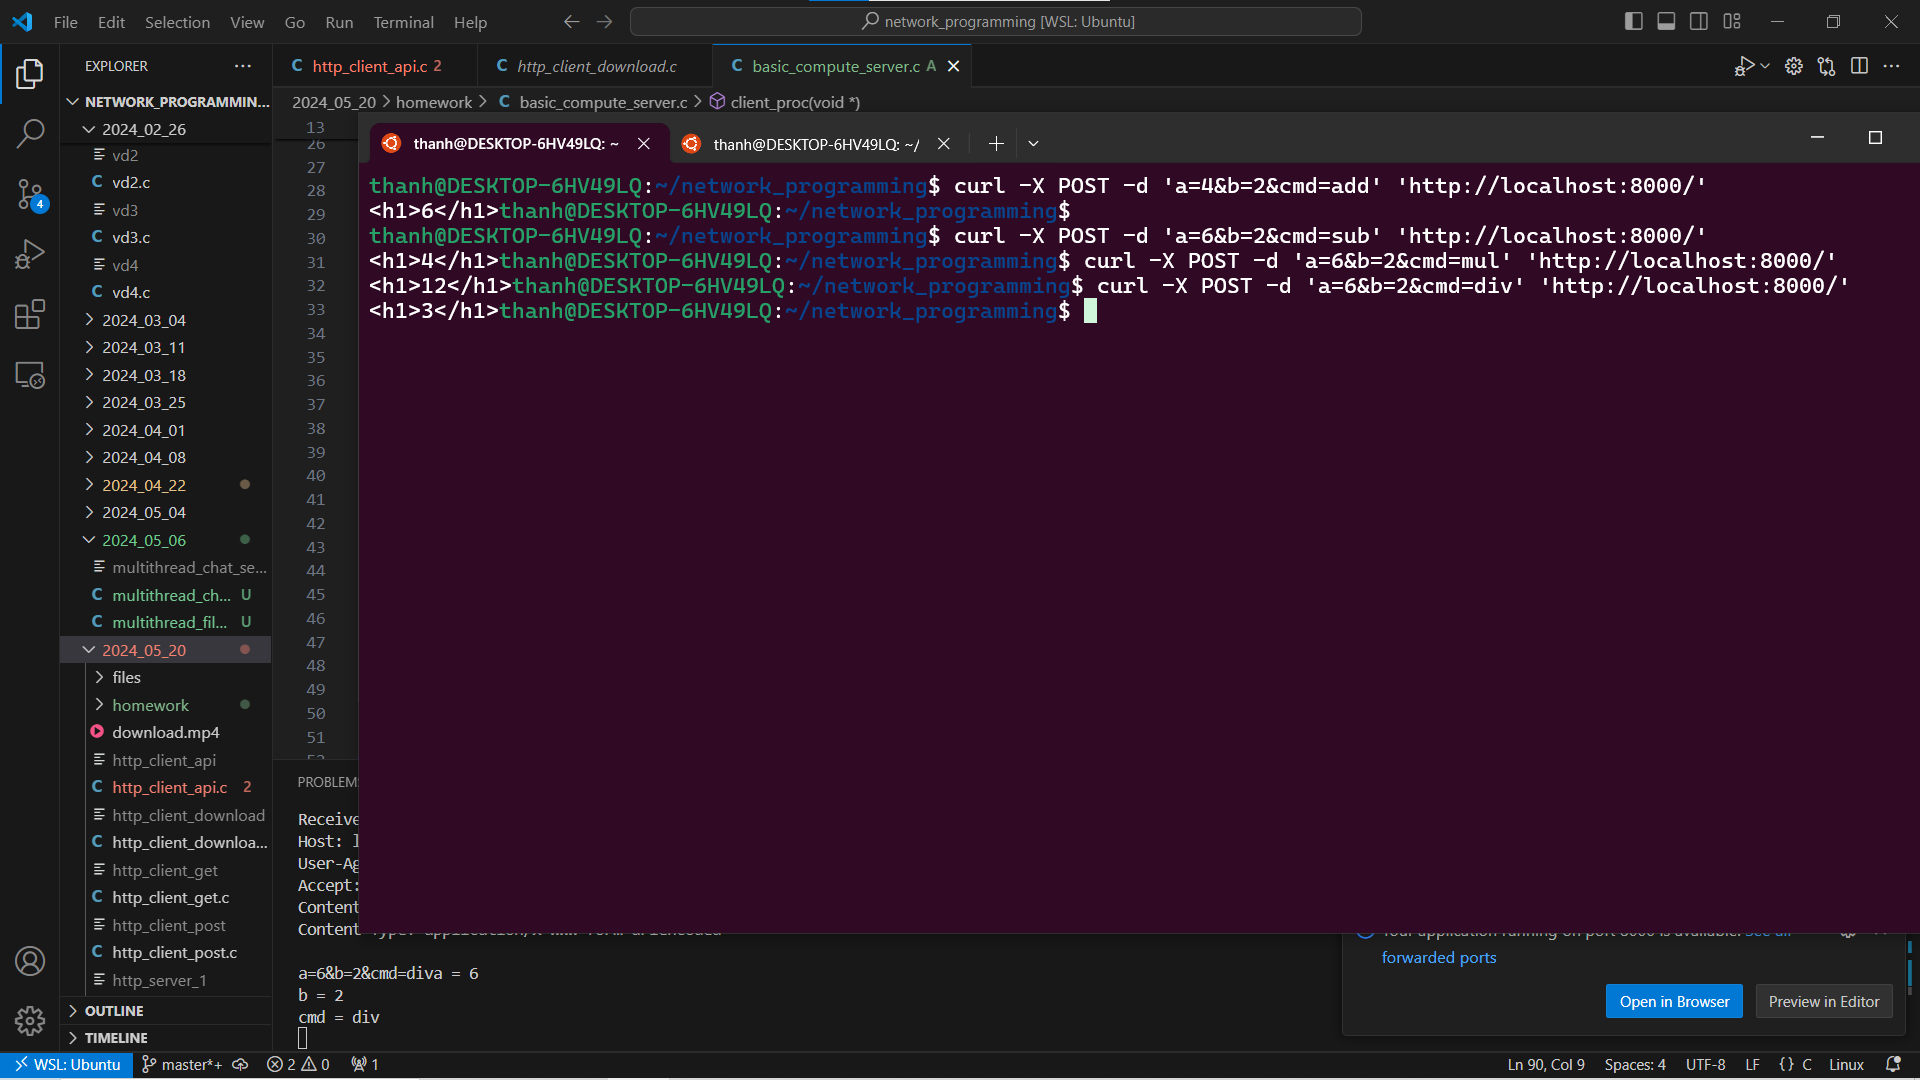 File Edit Selection View Go Run Terminal Help
network_programming [WSL: Ubuntu]
EXPLORER
http_client_api.c 2
http_client_download.c
basic_compute_server.c A
NETWORK_PROGRAMMIN...
2024_05_20 > homework > C basic_compute_server.c > client_proc(void *)
2024_02_26
vd2
C vd2.c
vd3
C vd3.c
vd4
C vd4.c
2024_03_04
2024_03_11
2024_03_18
2024_03_25
2024_04_01
2024_04_08
2024_04_22
2024_05_04
2024_05_06
multithread_chat_se...
C multithread_ch... U
C multithread_fil... U
2024_05_20
files
homework
download.mp4
http_client_api
C http_client_api.c 2
http_client_download
C http_client_downloa...
http_client_get
C http_client_get.c
http_client_post
C http_client_post.c
http_server_1
OUTLINE
TIMELINE
13
26
27
28
29
30
31
32
33
34
35
36
37
38
39
40
41
42
43
44
45
46
47
48
49
50
51
thanh@DESKTOP-6HV49LQ: ~
thanh@DESKTOP-6HV49LQ: ~/
thanh@DESKTOP-6HV49LQ:~/network_programming$ curl -X POST -d 'a=4&b=2&cmd=add' 'http://localhost:8000/'
<h1>6</h1>thanh@DESKTOP-6HV49LQ:~/network_programming$
thanh@DESKTOP-6HV49LQ:~/network_programming$ curl -X POST -d 'a=6&b=2&cmd=sub' 'http://localhost:8000/'
<h1>4</h1>thanh@DESKTOP-6HV49LQ:~/network_programming$ curl -X POST -d 'a=6&b=2&cmd=mul' 'http://localhost:8000/'
<h1>12</h1>thanh@DESKTOP-6HV49LQ:~/network_programming$ curl -X POST -d 'a=6&b=2&cmd=div' 'http://localhost:8000/'
<h1>3</h1>thanh@DESKTOP-6HV49LQ:~/network_programming$
PROBLEM
Receive
Host:
User-Ag
Accept:
Content
Content
a=6&b=2&cmd=diva = 6
b = 2
cmd = div
forwarded ports
Open in Browser
Preview in Editor
4
WSL: Ubuntu
master*+
2
0
1
Ln 90, Col 9
Spaces: 4
UTF-8
LF
{} C
Linux